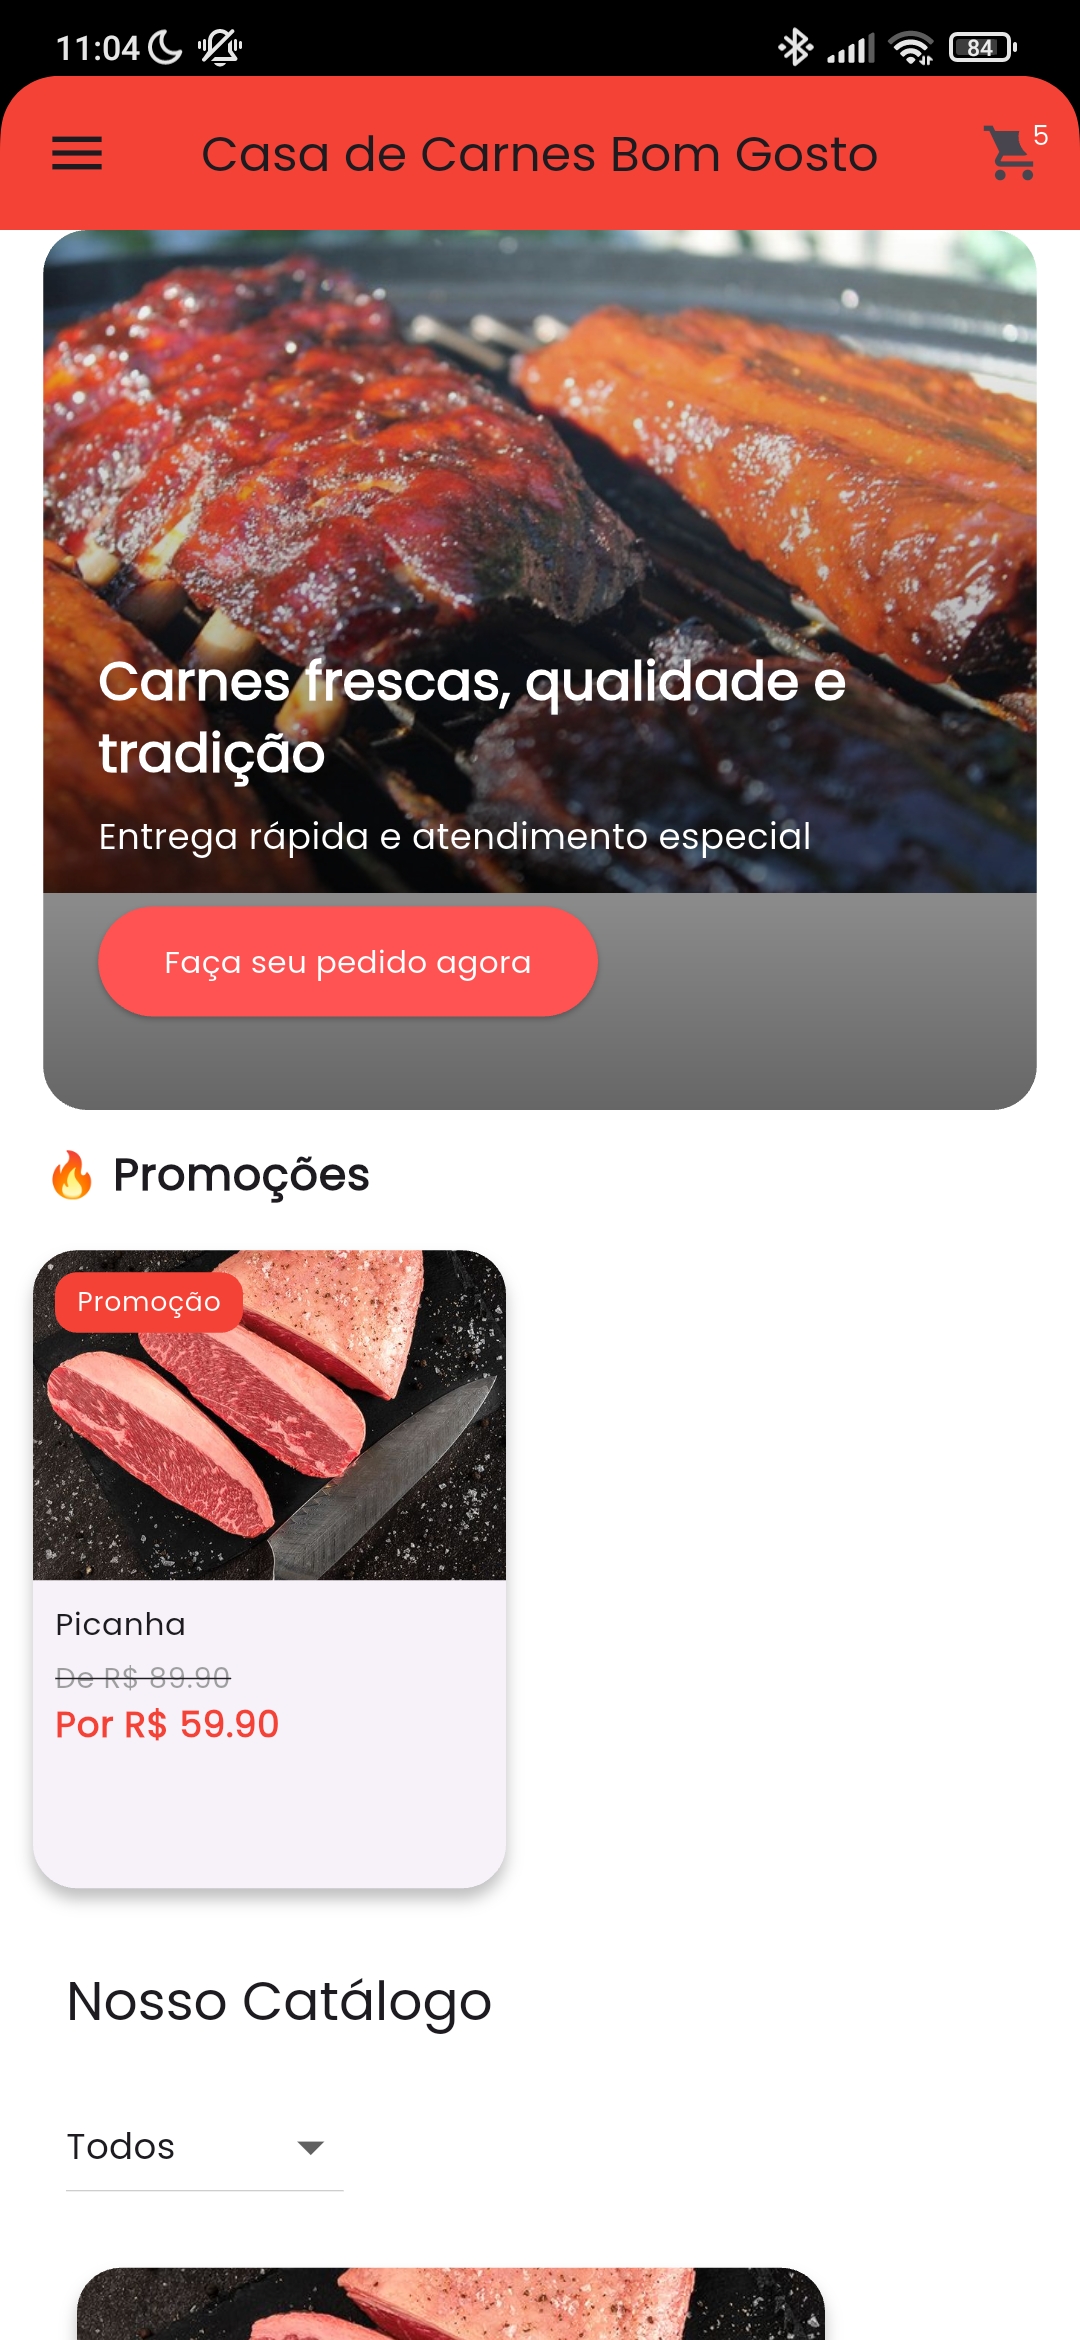 11:04
84
Casa de Carnes Bom Gosto
5
Carnes frescas, qualidade e
tradição
Entrega rápida e atendimento especial
Faça seu pedido agora
🔥 Promoções
Promoção
Picanha
De R$ 89.90
Por R$ 59.90
Nosso Catálogo
Todos